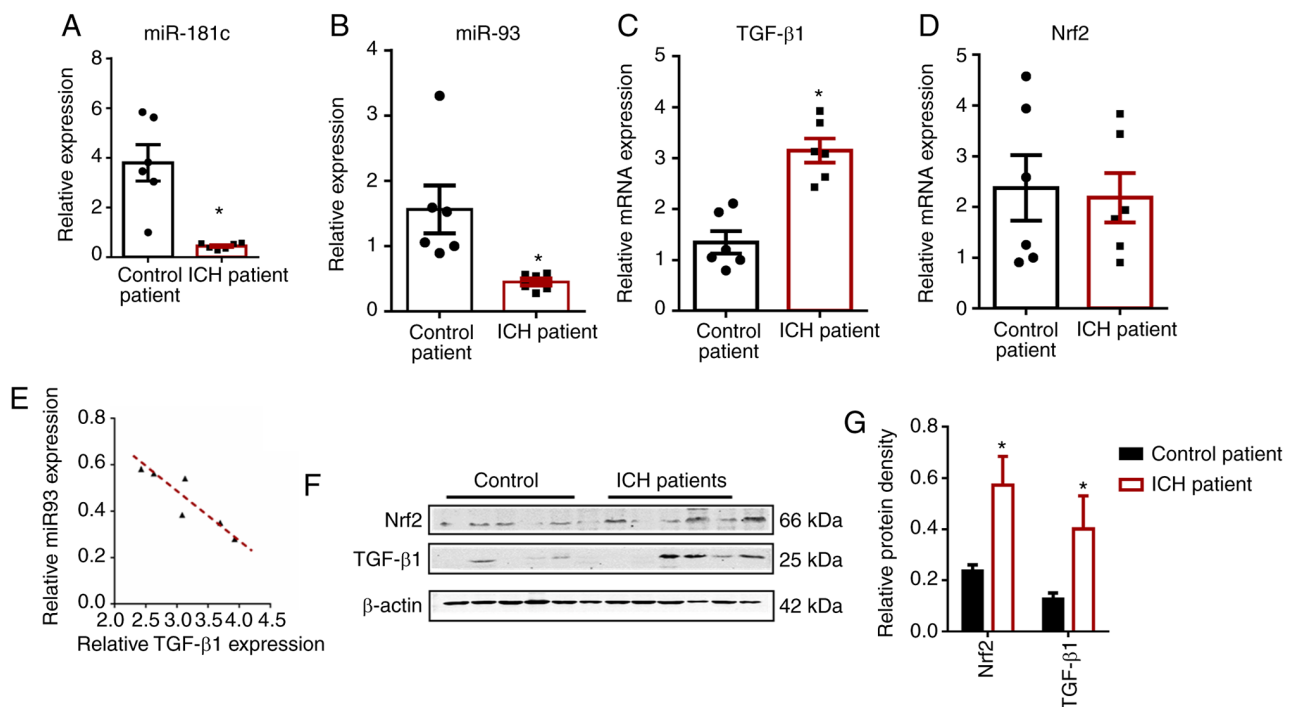 A
miR-181c
Relative expression
8
6
4
2
0
*
Control
patient
ICH patient
B
miR-93
Relative expression
4
3
2
1
0
*
Control
patient
ICH patient
C
TGF-β1
Relative mRNA expression
5
4
3
2
1
0
*
Control
patient
ICH patient
D
Nrf2
Relative mRNA expression
5
4
3
2
1
0
Control
patient
ICH patient
E
Relative miR93 expression
0.8
0.6
0.4
0.2
0.0
2.0 2.5 3.0 3.5 4.0 4.5
Relative TGF-β1 expression
F
Control
ICH patients
Nrf2
66 kDa
TGF-β1
25 kDa
β-actin
42 kDa
G
Relative protein density
0.8
0.6
0.4
0.2
0.0
*
*
Nrf2
TGF-β1
Control patient
ICH patient